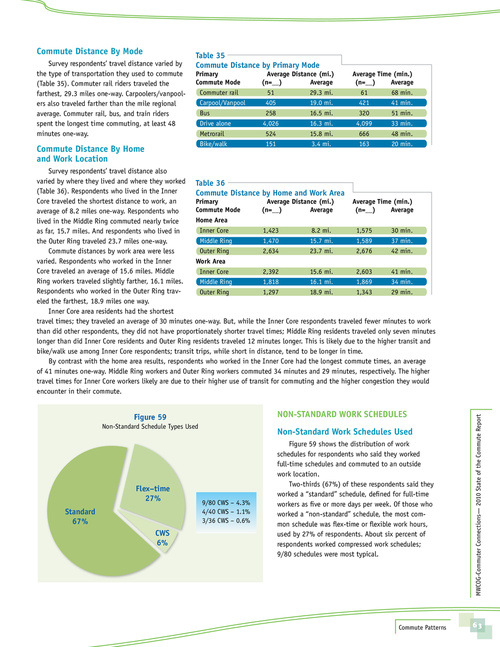 Commute Distance By Mode
Survey respondents' travel distance varied by
the type of transportation they used to commute
(Table 35). Commuter rail riders traveled the
farthest, 29.3 miles one-way. Carpoolers/vanpool-
ers also traveled farther than the mile regional
average. Commuter rail, bus, and train riders
spent the longest time commuting, at least 48
minutes one-way.
Commute Distance By Home
and Work Location
Survey respondents' travel distance also
varied by where they lived and where they worked
(Table 36). Respondents who lived in the Inner
Core traveled the shortest distance to work, an
average of 8.2 miles one-way. Respondents who
lived in the Middle Ring commuted nearly twice
as far, 15.7 miles. And respondents who lived in
the Outer Ring traveled 23.7 miles one-way.
Commute distances by work area were less
varied. Respondents who worked in the Inner
Core traveled an average of 15.6 miles. Middle
Ring workers traveled slightly farther, 16.1 miles.
Respondents who worked in the Outer Ring trav-
eled the farthest, 18.9 miles one way.
Inner Core area residents had the shortest
travel times; they traveled an average of 30 minutes one-way. But, while the Inner Core respondents traveled fewer minutes to work
than did other respondents, they did not have proportionately shorter travel times; Middle Ring residents traveled only seven minutes
longer than did Inner Core residents and Outer Ring residents traveled 12 minutes longer. This is likely due to the higher transit and
bike/walk use among Inner Core respondents; transit trips, while short in distance, tend to be longer in time.
By contrast with the home area results, respondents who worked in the Inner Core had the longest commute times, an average
of 41 minutes one-way. Middle Ring workers and Outer Ring workers commuted 34 minutes and 29 minutes, respectively. The higher
travel times for Inner Core workers likely are due to their higher use of transit for commuting and the higher congestion they would
encounter in their commute.
Table 35
Commute Distance by Primary Mode
Primary Average Distance (mi.) Average Time (min.)
Commute Mode (n=__) Average (n=__) Average
Commuter rail 51 29.3 mi. 61 68 min.
Carpool/Vanpool 405 19.0 mi. 421 41 min.
Bus 258 16.5 mi. 320 51 min.
Drive alone 4,026 16.3 mi. 4,099 33 min.
Metrorail 524 15.8 mi. 666 48 min.
Bike/walk 151 3.4 mi. 163 20 min.
Table 36
Commute Distance by Home and Work Area
Primary Average Distance (mi.) Average Time (min.)
Commute Mode (n=__) Average (n=__) Average
Home Area
Inner Core 1,423 8.2 mi. 1,575 30 min.
Middle Ring 1,470 15.7 mi. 1,589 37 min.
Outer Ring 2,634 23.7 mi. 2,676 42 min.
Work Area
Inner Core 2,392 15.6 mi. 2,603 41 min.
Middle Ring 1,818 16.1 mi. 1,869 34 min.
Outer Ring 1,297 18.9 mi. 1,343 29 min.
Figure 59
Non-Standard Schedule Types Used
Flex–time
27%
Standard
67%
CWS
6%
9/80 CWS – 4.3%
4/40 CWS – 1.1%
3/36 CWS – 0.6%
NON-STANDARD WORK SCHEDULES
Non-Standard Work Schedules Used
Figure 59 shows the distribution of work
schedules for respondents who said they worked
full-time schedules and commuted to an outside
work location.
Two-thirds (67%) of these respondents said they
worked a "standard" schedule, defined for full-time
workers as five or more days per week. Of those who
worked a "non-standard" schedule, the most com-
mon schedule was flex-time or flexible work hours,
used by 27% of respondents. About six percent of
respondents worked compressed work schedules;
9/80 schedules were most typical.
MWCOG-Commuter Connections— 2010 State of the Commute Report
Commute Patterns